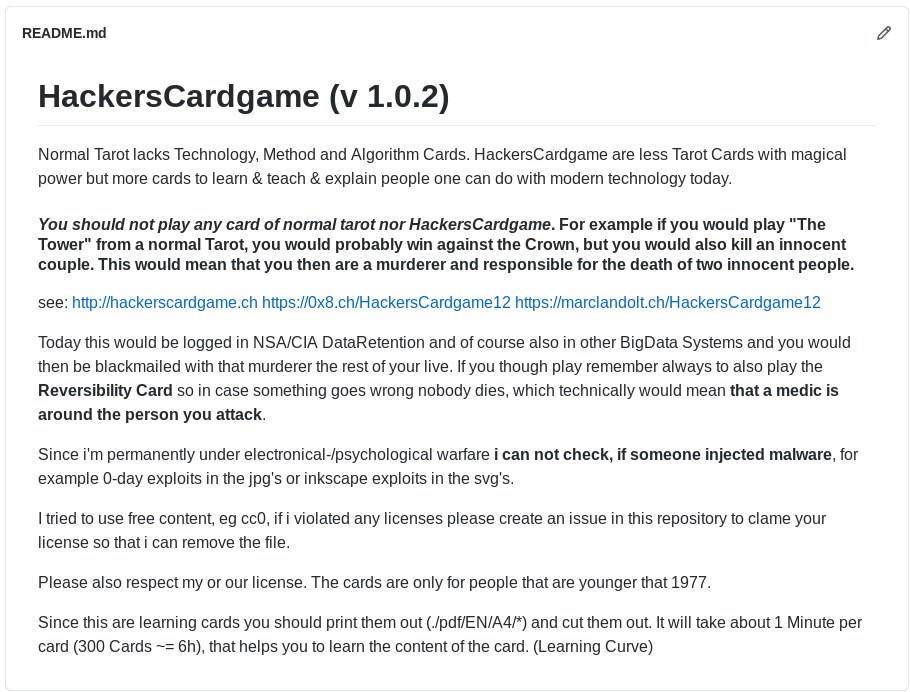 README.md
HackersCardgame (v 1.0.2)
Normal Tarot lacks Technology, Method and Algorithm Cards. HackersCardgame are less Tarot Cards with magical
power but more cards to learn & teach & explain people one can do with modern technology today.
You should not play any card of normal tarot nor HackersCardgame. For example if you would play "The
Tower" from a normal Tarot, you would probably win against the Crown, but you would also kill an innocent
couple. This would mean that you then are a murderer and responsible for the death of two innocent people.
see: http://hackerscardgame.ch https://0x8.ch/HackersCardgame12 https://marclandolt.ch/HackersCardgame12
Today this would be logged in NSA/CIA DataRetention and of course also in other BigData Systems and you would
then be blackmailed with that murderer the rest of your live. If you though play remember always to also play the
Reversibility Card so in case something goes wrong nobody dies, which technically would mean that a medic is
around the person you attack.
Since i'm permanently under electronical-/psychological warfare i can not check, if someone injected malware, for
example 0-day exploits in the jpg's or inkscape exploits in the svg's.
I tried to use free content, eg cc0, if i violated any licenses please create an issue in this repository to clame your
license so that i can remove the file.
Please also respect my or our license. The cards are only for people that are younger that 1977.
Since this are learning cards you should print them out (./pdf/EN/A4/*) and cut them out. It will take about 1 Minute per
card (300 Cards ~= 6h), that helps you to learn the content of the card. (Learning Curve)